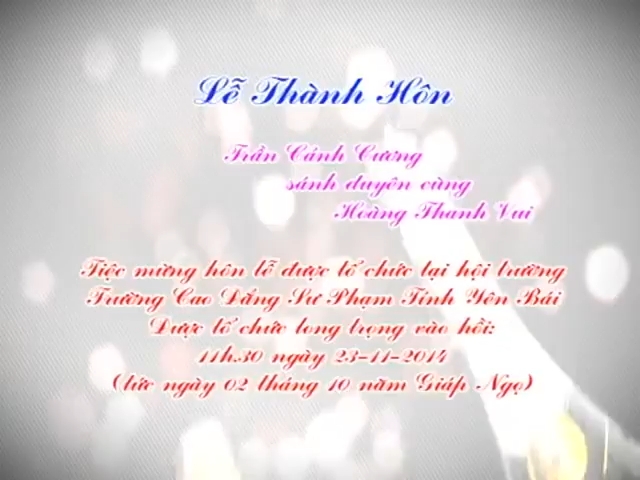 Lễ Thành Hôn
Trần Cảnh Cương
sánh duyên cùng
Hoàng Thanh Vui
Tiệc mừng hôn lễ được tổ chức tại hội trường
Trường Cao Đẳng Sư Phạm Tỉnh Yên Bái
Được tổ chức long trọng vào hồi:
11h30 ngày 23-11-2014
(tức ngày 02 tháng 10 năm Giáp Ngọ)